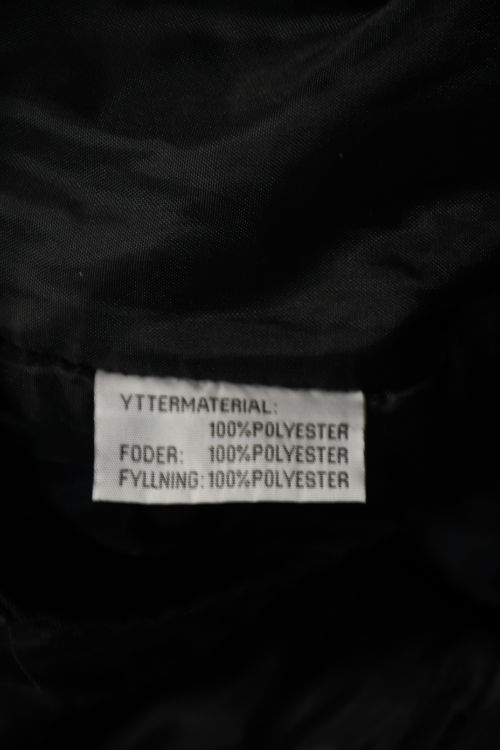 YTTERMATERIAL:
100%POLYESTER
FODER: 100%POLYESTER
FYLLNING:100%POLYESTER